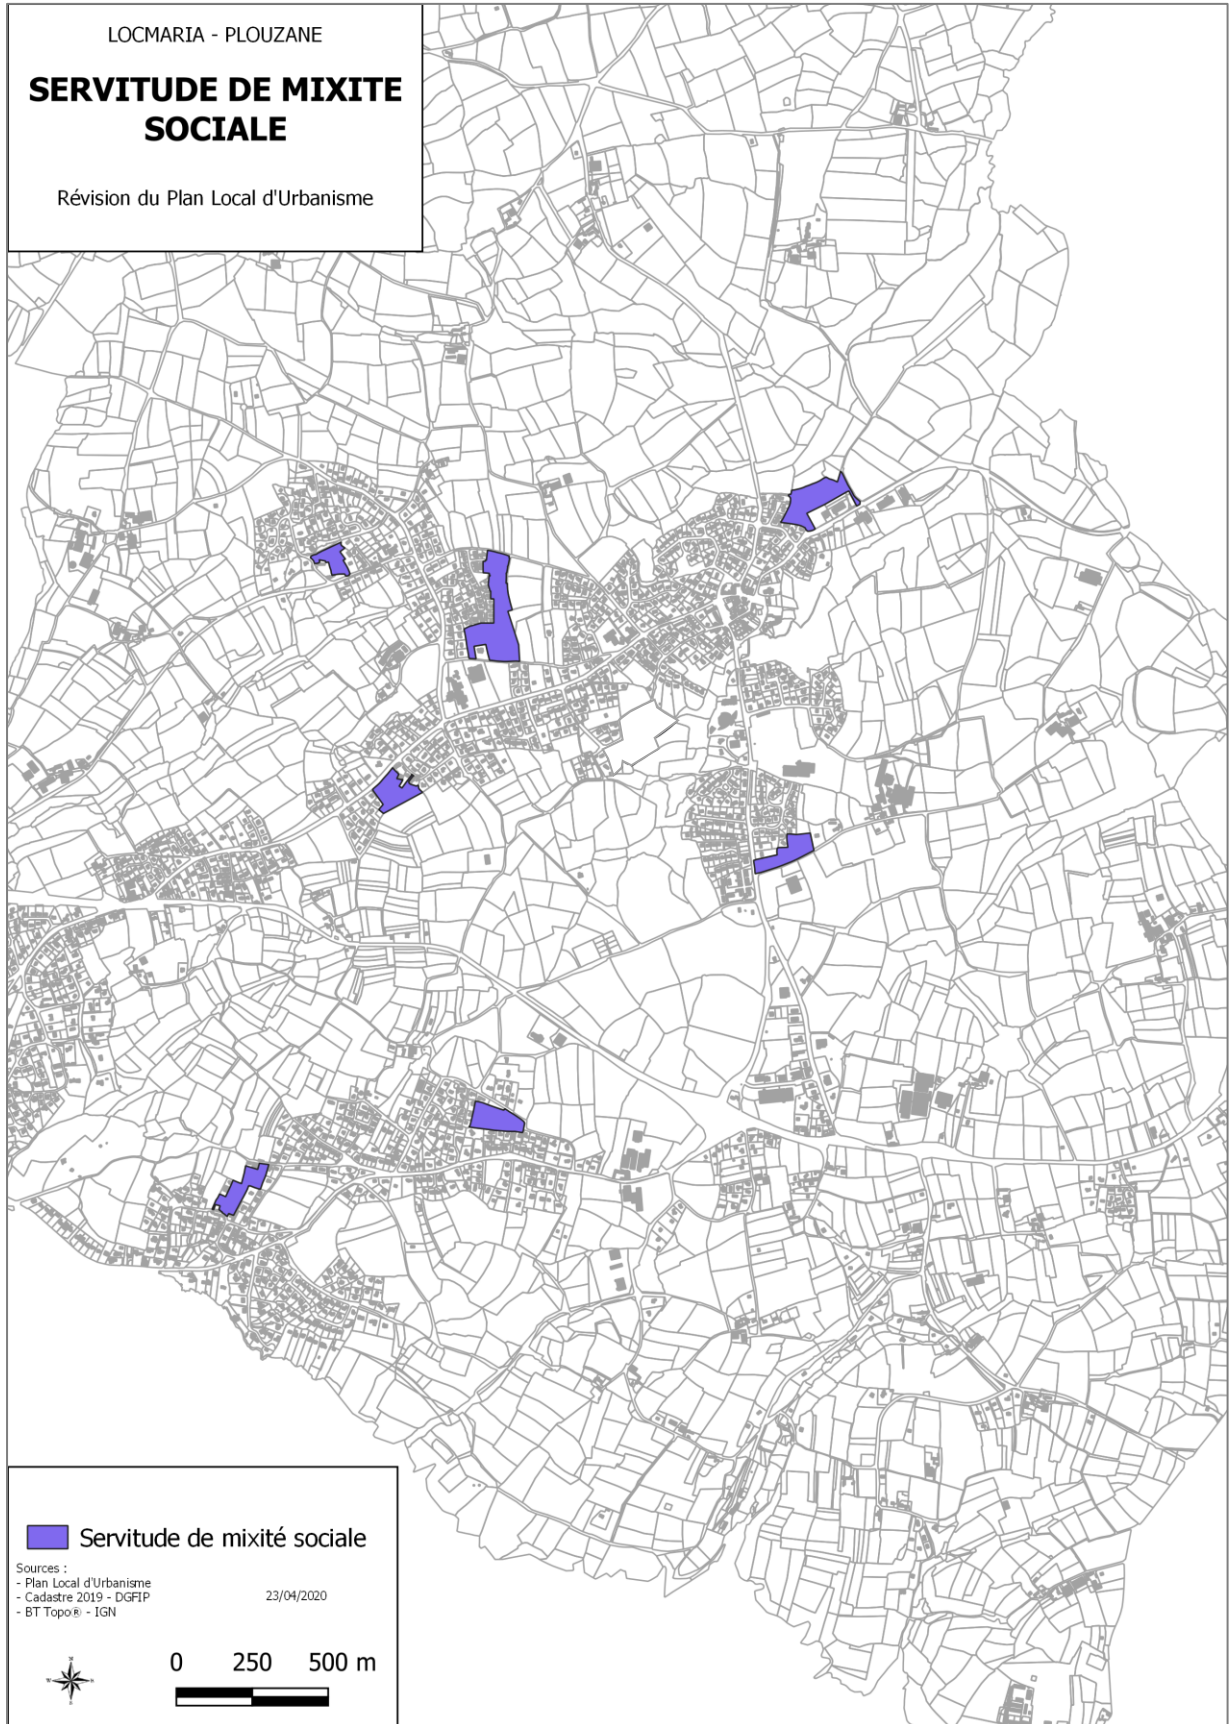 LOCMARIA - PLOUZANE
SERVITUDE DE MIXITE
SOCIALE
Révision du Plan Local d'Urbanisme
Servitude de mixité sociale
Sources :
- Plan Local d'Urbanisme
- Cadastre 2019 - DGFIP
23/04/2020
- BT Topo® - IGN
0 250 500 m